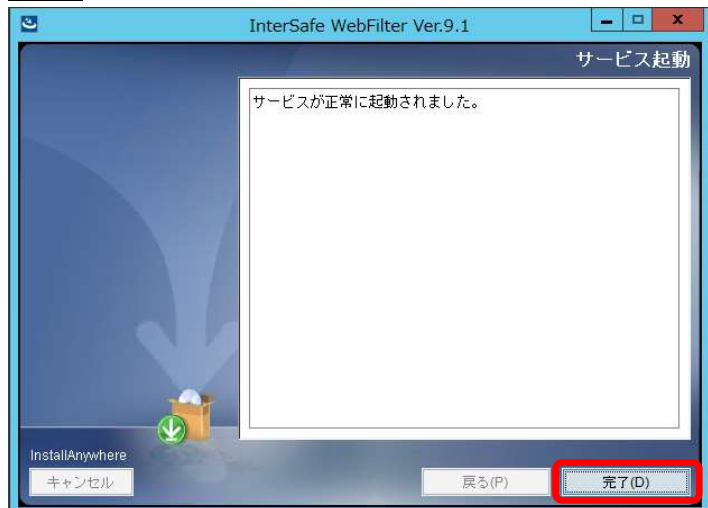 InterSafe WebFilter Ver.9.1
サービス起動
サービスが正常に起動されました。
InstallAnywhere
キャンセル
戻る(P)
完了(D)